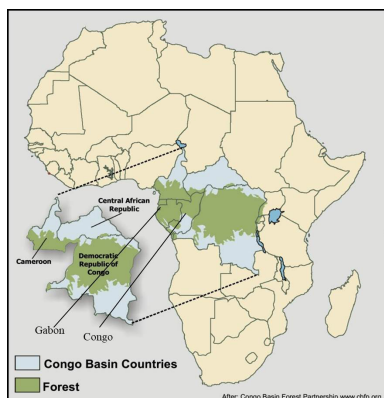 Central African
Republic
Cameroon
Democratic
Republic of
Congo
Gabon
Congo
Congo Basin Countries
Forest
After: Congo Basin Forest Partnership www.cbfp.org